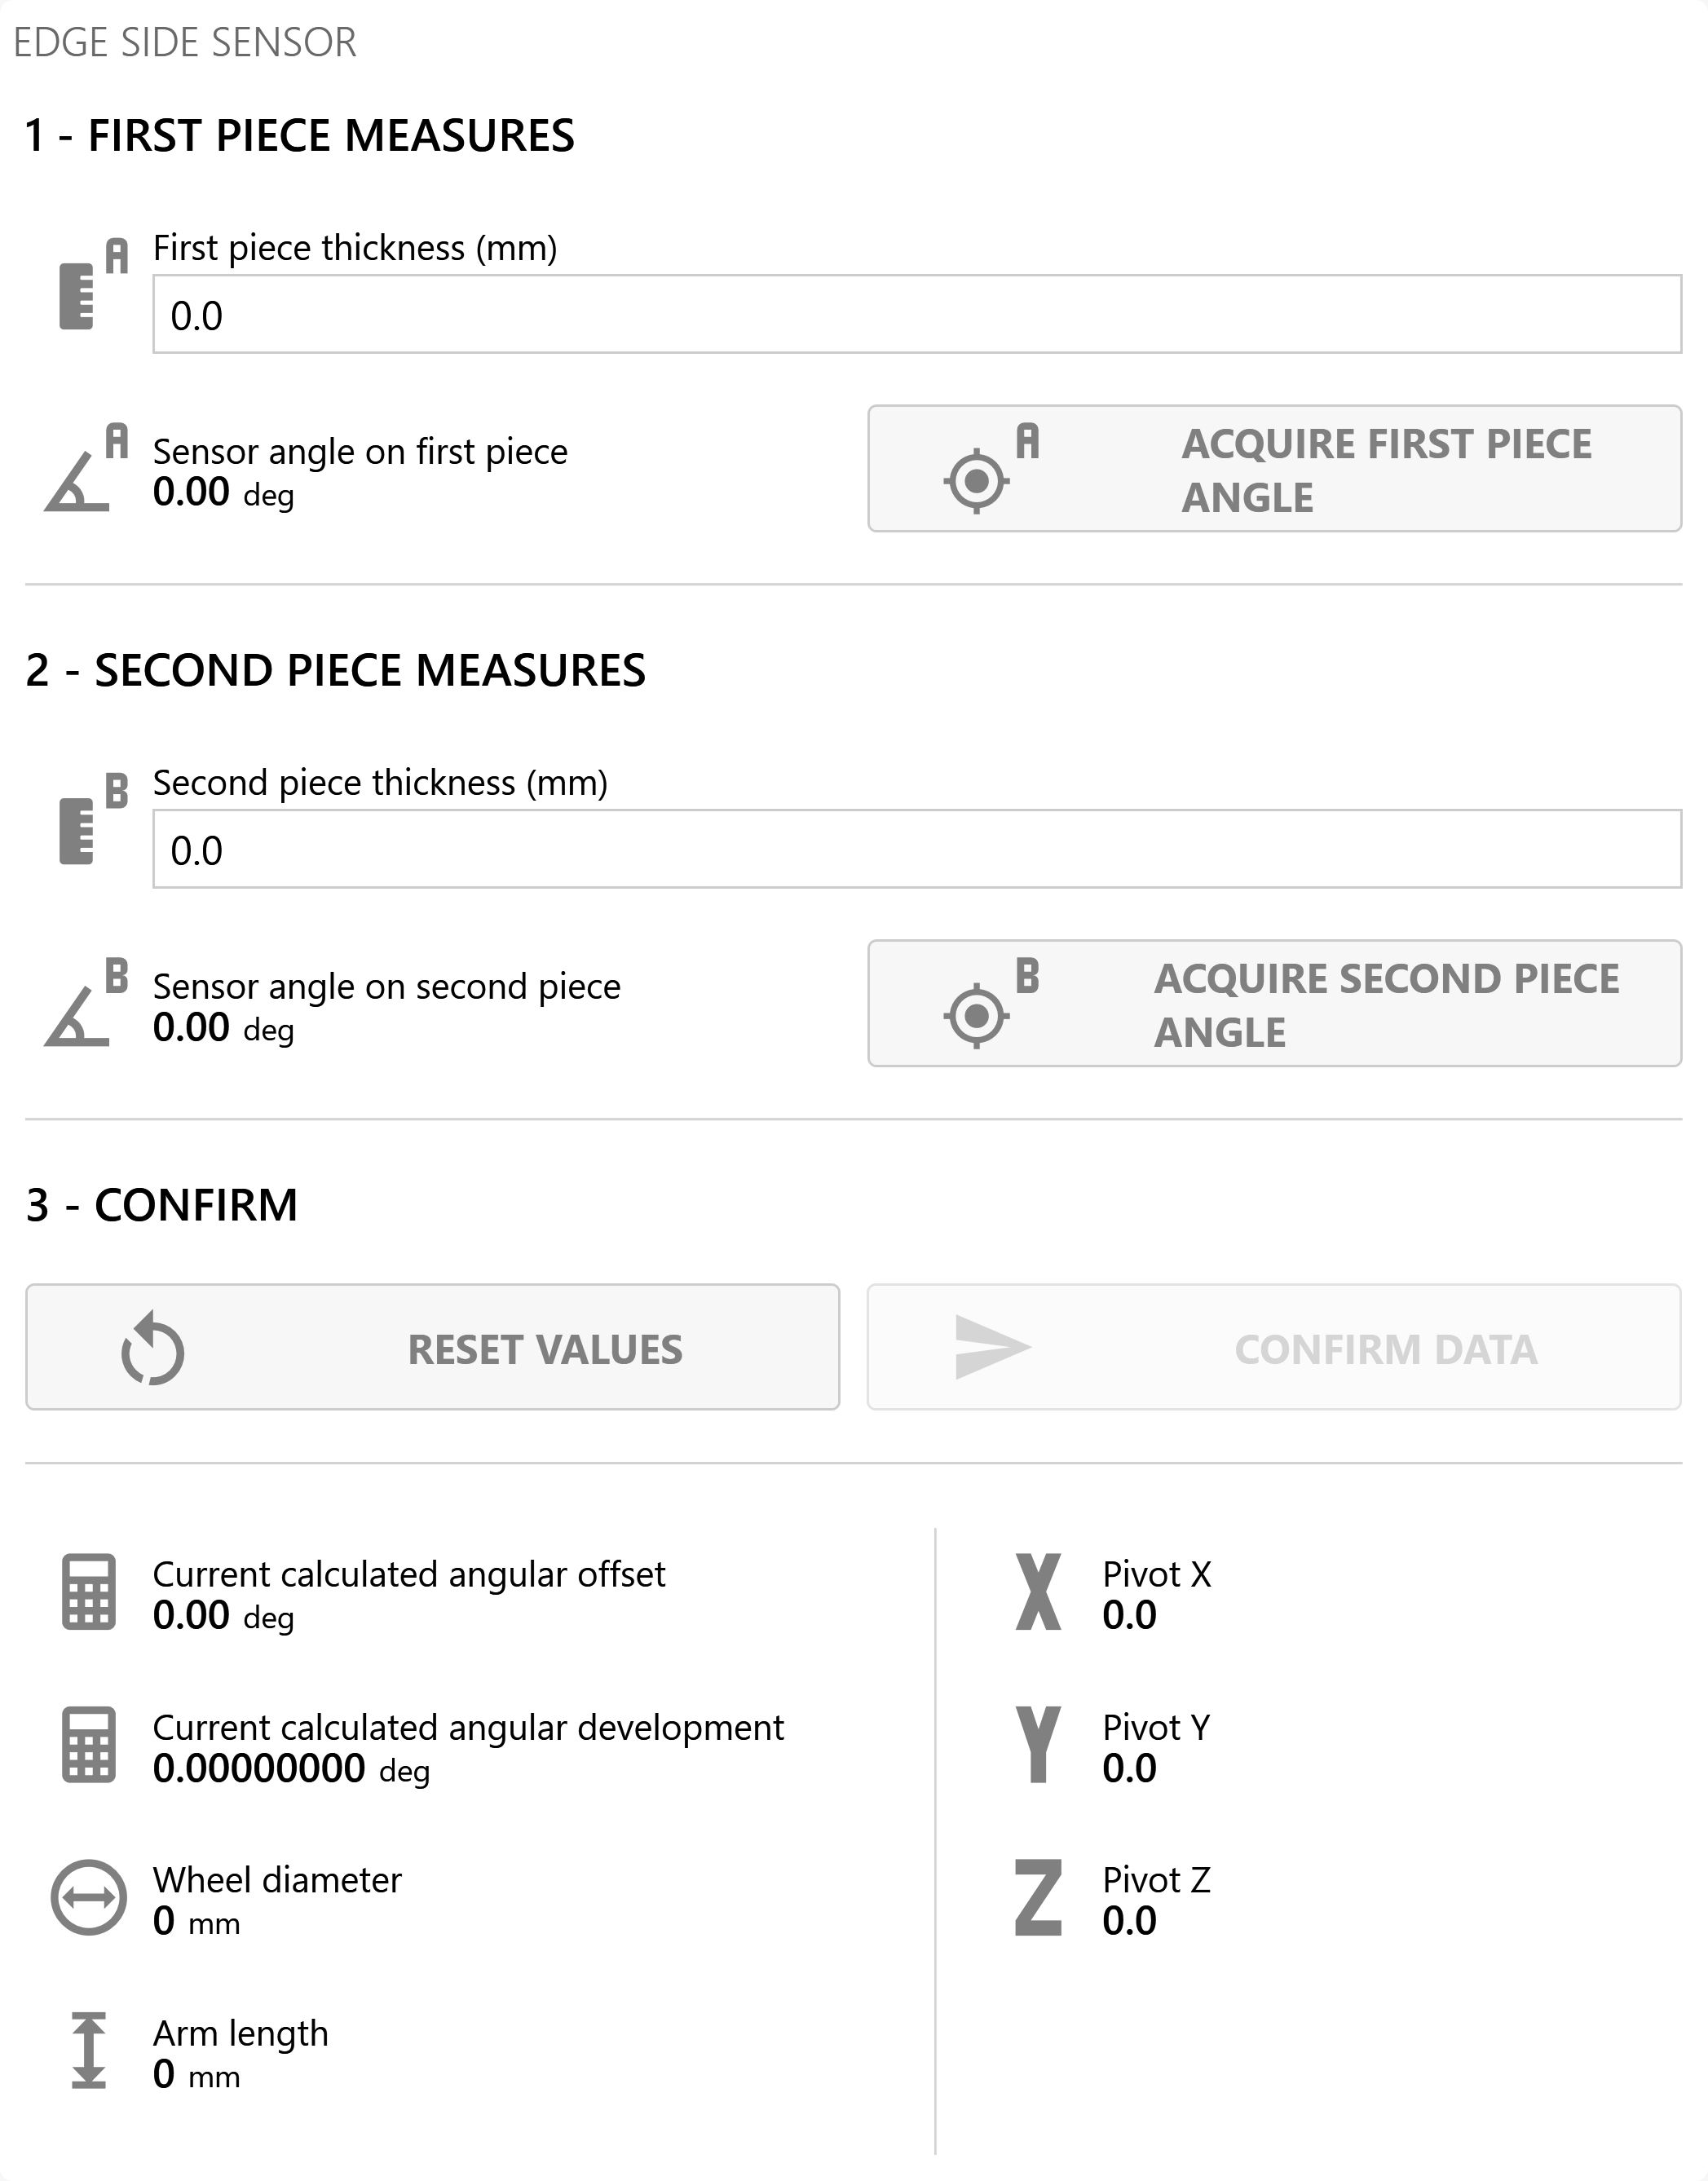 EDGE SIDE SENSOR
1 - FIRST PIECE MEASURES
A
First piece thickness (mm)
0.0
A
Sensor angle on first piece
0.00 deg
A
ACQUIRE FIRST PIECE
ANGLE
2 - SECOND PIECE MEASURES
B
Second piece thickness (mm)
0.0
B
Sensor angle on second piece
0.00 deg
B
ACQUIRE SECOND PIECE
ANGLE
3 - CONFIRM
RESET VALUES
CONFIRM DATA
Current calculated angular offset
0.00 deg
Current calculated angular development
0.00000000 deg
Wheel diameter
0 mm
Arm length
0 mm
X
Pivot X
0.0
Y
Pivot Y
0.0
Z
Pivot Z
0.0